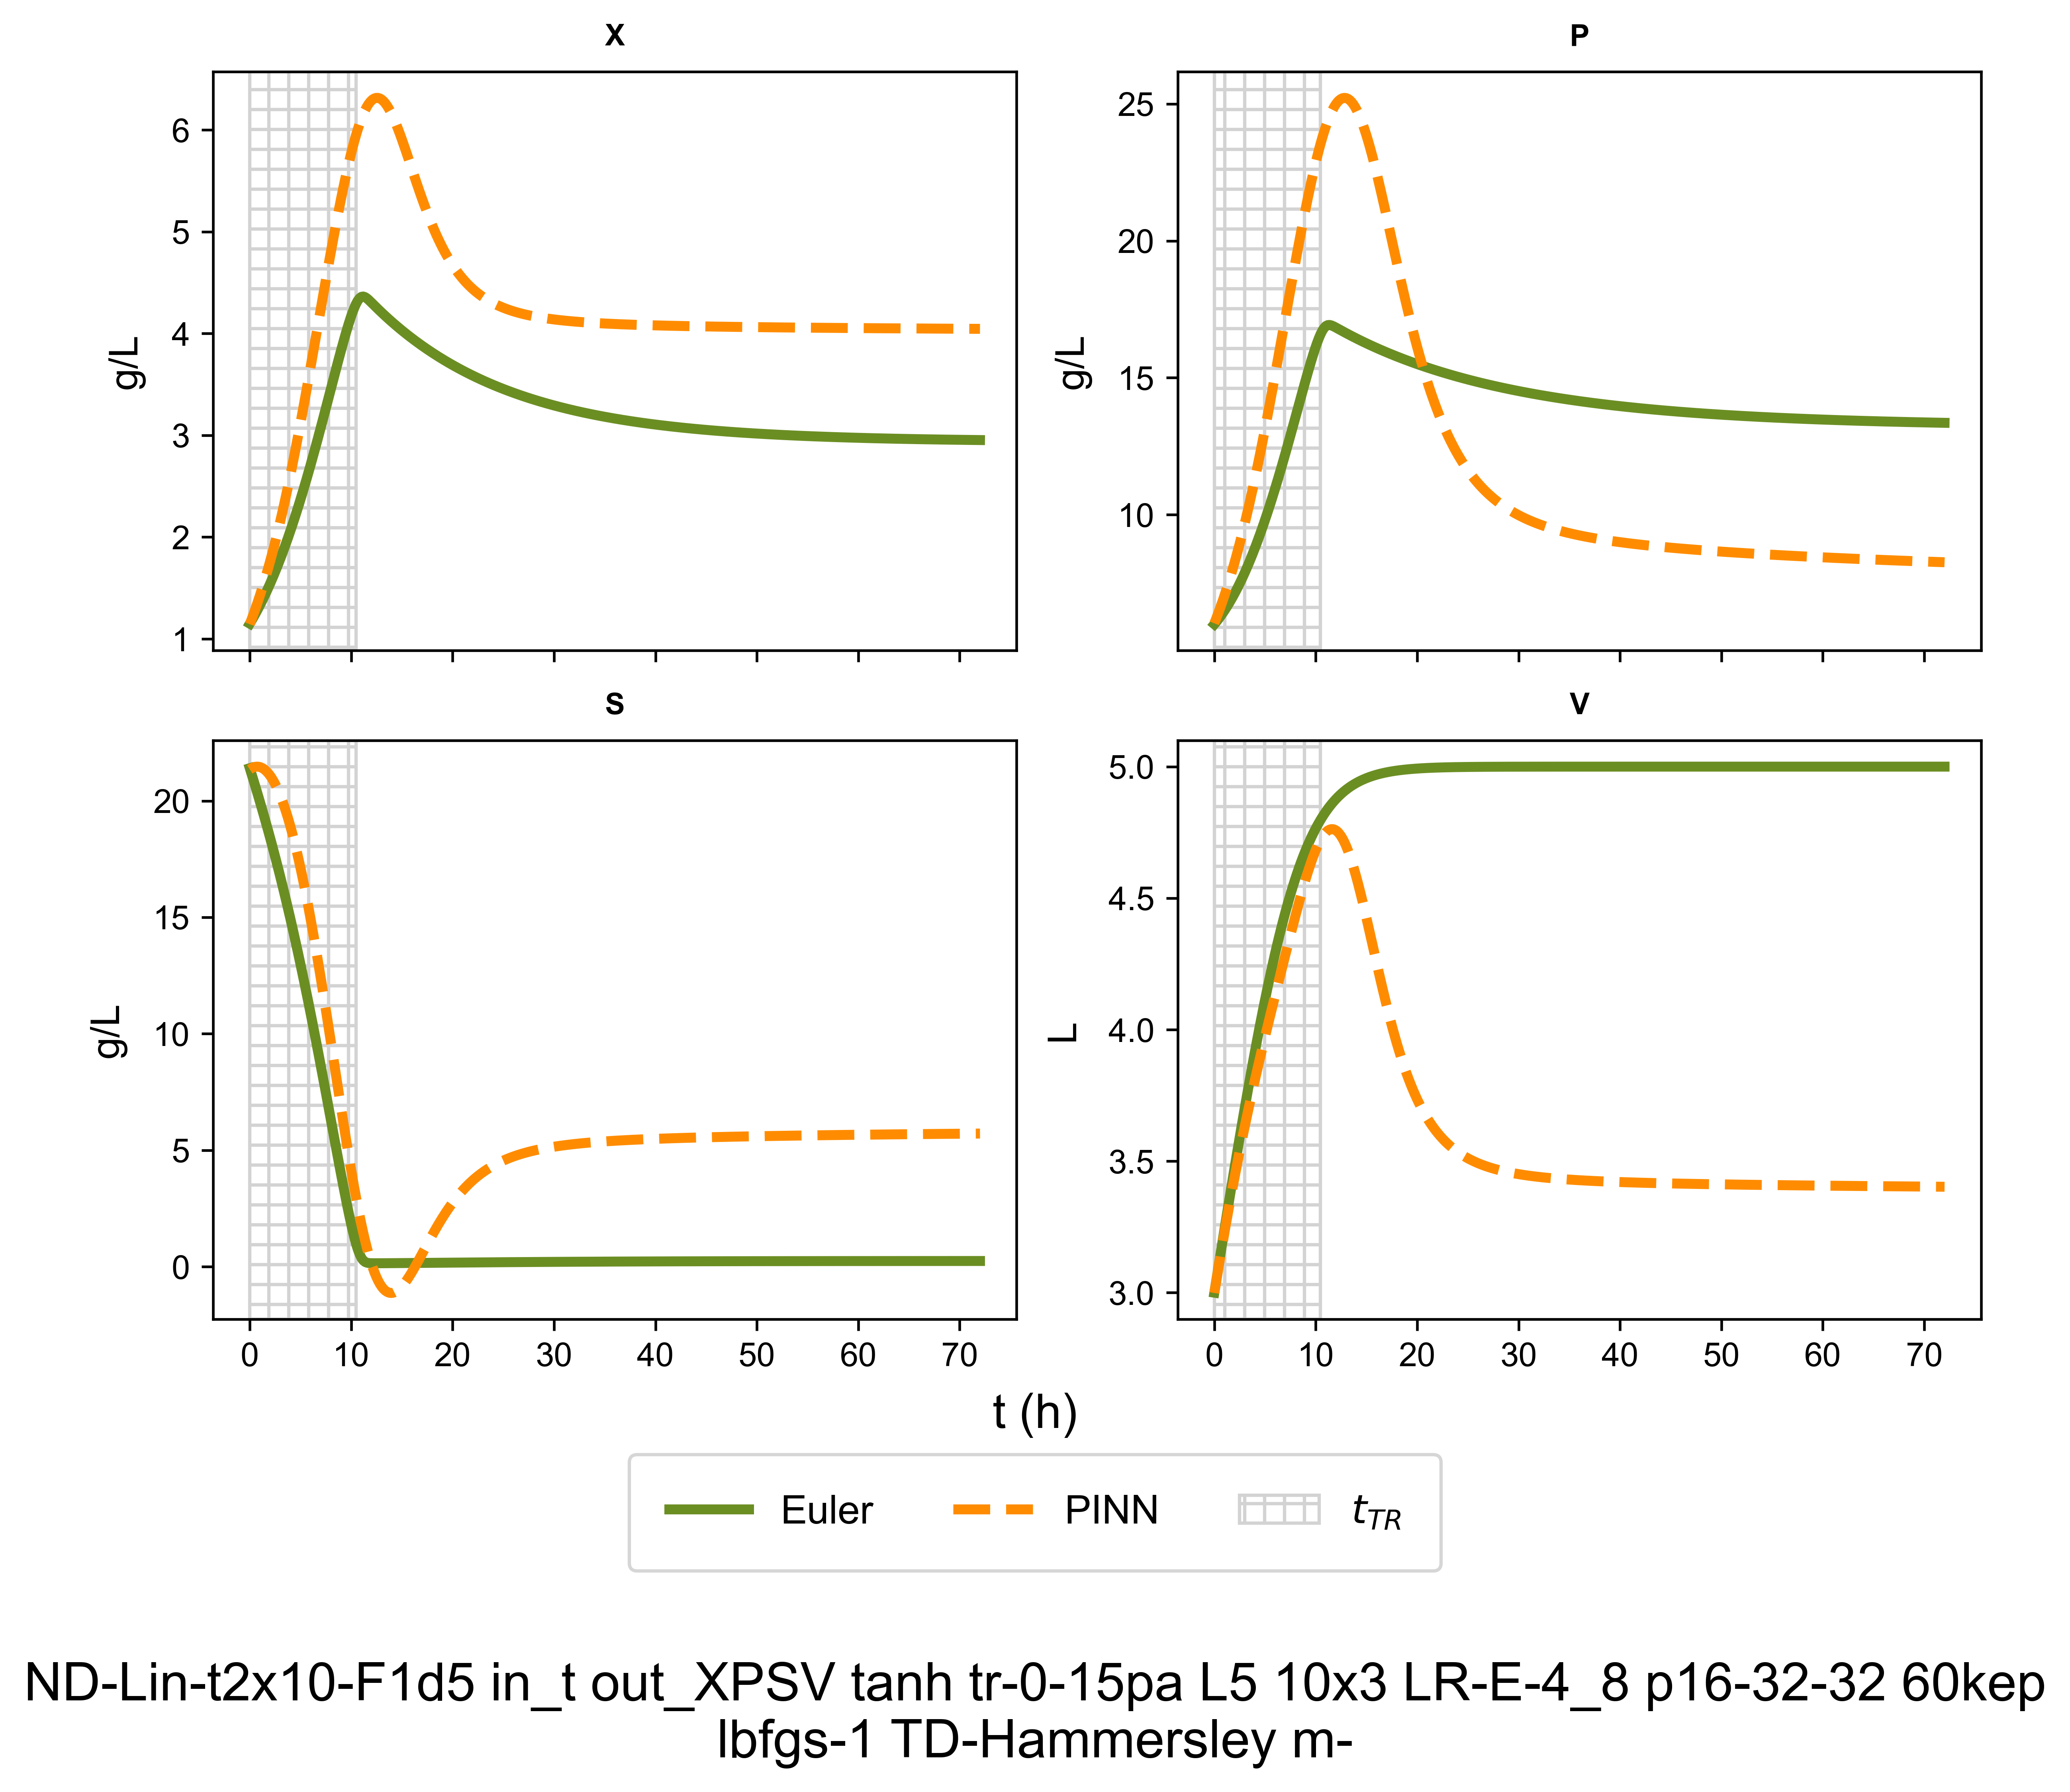 X
P
6
5
4
3
2
1
g/L
25
20
15
10
g/L
S
V
20
15
10
5
0
g/L
0 10 20 30 40 50 60 70
5.0
4.5
4.0
3.5
3.0
L
0 10 20 30 40 50 60 70
t (h)
Euler PINN t_TR
ND-Lin-t2x10-F1d5 in_t out_XPSV tanh tr-0-15pa L5 10x3 LR-E-4_8 p16-32-32 60kep
lbfgs-1 TD-Hammersley m-